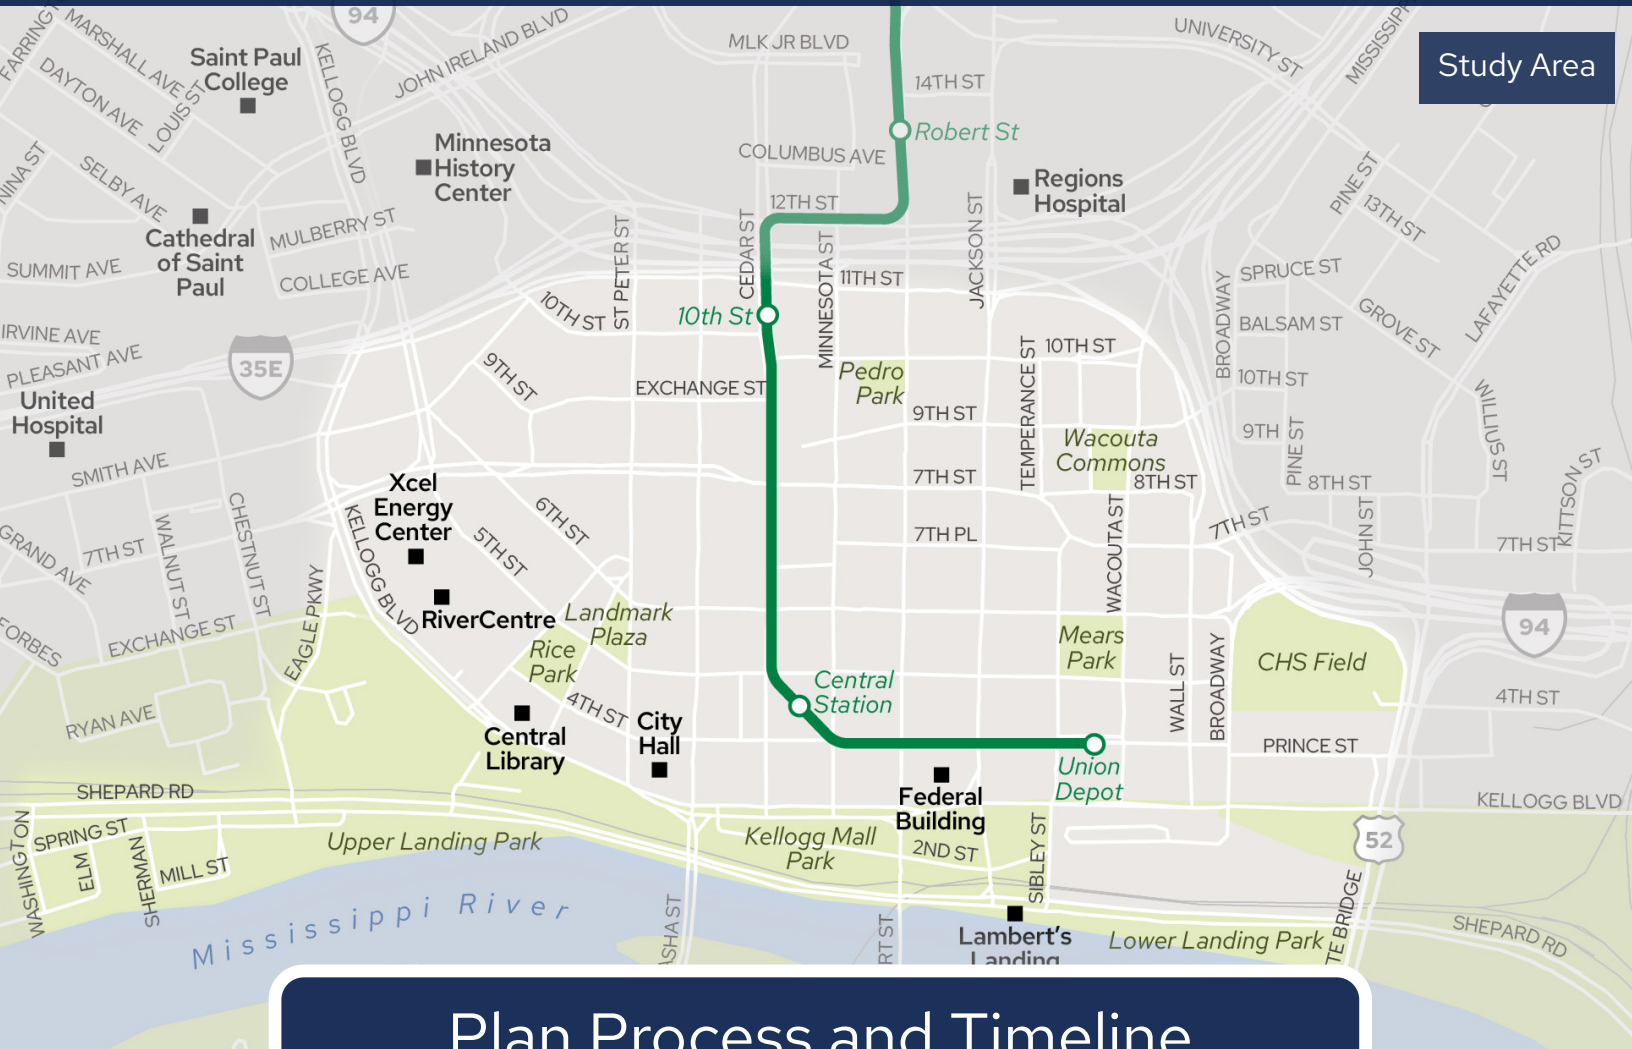 94
Study Area
MARSHALL AVE
DAYTON AVE
LOUIS ST
Saint Paul
College
KELLOGG BLVD
JOHN IRELAND BLVD
MLK JR BLVD
UNIVERSITY ST
14TH ST
Robert St
COLUMBUS AVE
Minnesota
History
Center
Regions
Hospital
PINE ST
13TH ST
NINA ST
SELBY AVE
MULBERRY ST
12TH ST
JACKSON ST
Cathedral
of Saint
Paul
SUMMIT AVE
COLLEGE AVE
ST PETER ST
CEDAR ST
MINNESOTA ST
11TH ST
BROADWAY
SPRUCE ST
LAFAYETTE RD
GROVE ST
10TH ST
10th St
BALSAM ST
IRVINE AVE
PLEASANT AVE
35E
9TH ST
EXCHANGE ST
Pedro
Park
TEMPERANCE ST
10TH ST
10TH ST
WILLIUS ST
United
Hospital
9TH ST
Wacouta
Commons
9TH
PINE ST
SMITH AVE
7TH ST
8TH ST
8TH ST
KITTSON ST
Xcel
Energy
Center
6TH ST
5TH ST
KELLOGG BLVD
CHESTNUT ST
WALNUT ST
GRAND AVE
7TH ST
7TH PL
WACOUTA ST
7TH ST
JOHN ST
7TH ST
RiverCentre
Landmark
Plaza
Rice
Park
EAGLE PKWY
FORBES
EXCHANGE ST
Mears
Park
CHS Field
94
WALL ST
BROADWAY
Central
Station
4TH ST
4TH ST
City
Hall
RYAN AVE
Central
Library
PRINCE ST
Union
Depot
Federal
Building
SHEPARD RD
KELLOGG BLVD
WASHINGTON
SPRING ST
ELM
SHERMAN
MILL ST
Upper Landing Park
Kellogg Mall
Park
2ND ST
SIBLEY ST
52
Mississippi River
Lambert's
Landing
Lower Landing Park
SHEPARD RD
Plan Process and Timeline